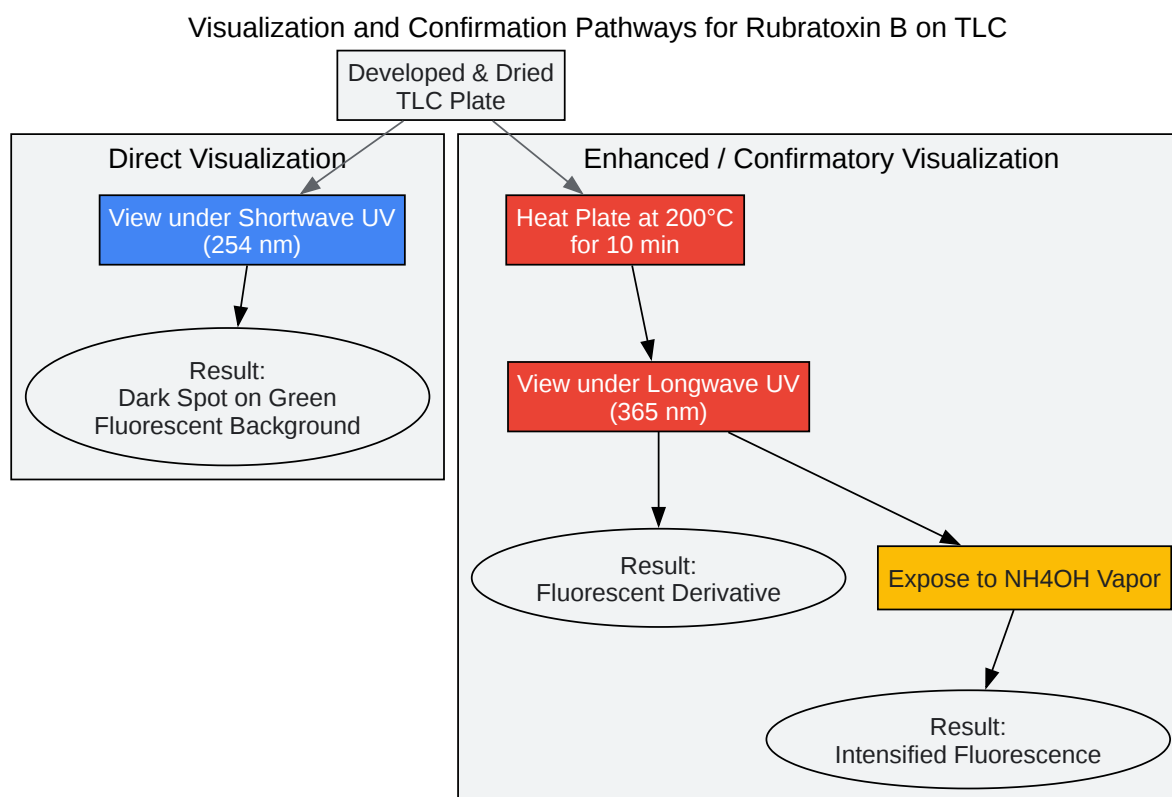 Visualization and Confirmation Pathways for Rubratoxin B on TLC
Developed & Dried
TLC Plate
Direct Visualization
View under Shortwave UV
(254 nm)
Result:
Dark Spot on Green
Fluorescent Background
Enhanced / Confirmatory Visualization
Heat Plate at 200°C
for 10 min
View under Longwave UV
(365 nm)
Result:
Fluorescent Derivative
Expose to NH4OH Vapor
Result:
Intensified Fluorescence